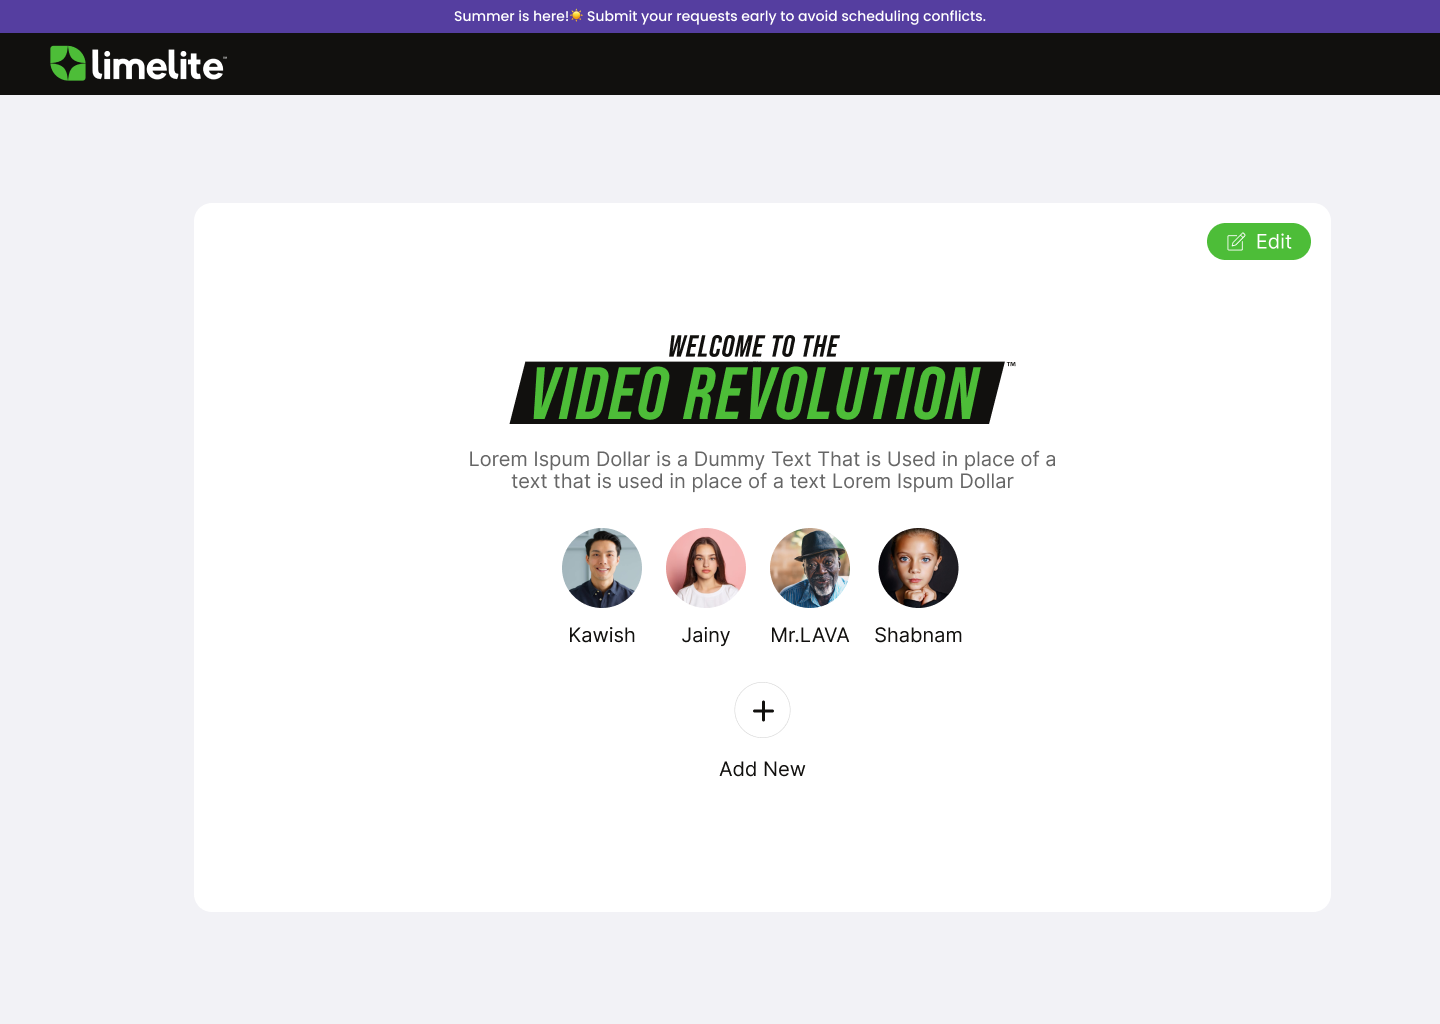 Summer is here!☀️ Submit your requests early to avoid scheduling conflicts.
limelite™
Edit
WELCOME TO THE
VIDEO REVOLUTION™
Lorem Ispum Dollar is a Dummy Text That is Used in place of a
text that is used in place of a text Lorem Ispum Dollar
Kawish Jainy Mr.LAVA Shabnam
Add New